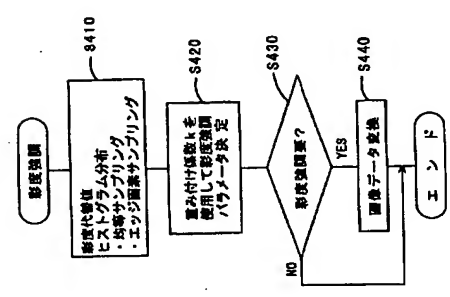 彩度強調
S410
彩度代替値
ヒストグラム分布
・均等サンプリング
・エッジ画素サンプリング
S420
重み付け係数kを
使用して彩度強調
パラメータ決定
S430
彩度強調要?
NO
YES
S440
画像データ変換
エンド